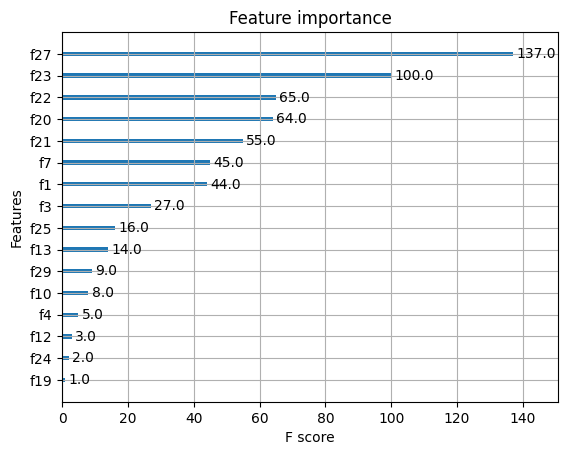 Feature importance
f27 137.0
f23 100.0
f22 65.0
f20 64.0
f21 55.0
f7 45.0
f1 44.0
f3 27.0
f25 16.0
f13 14.0
f29 9.0
f10 8.0
f4 5.0
f12 3.0
f24 2.0
f19 1.0
Features
0 20 40 60 80 100 120 140
F score